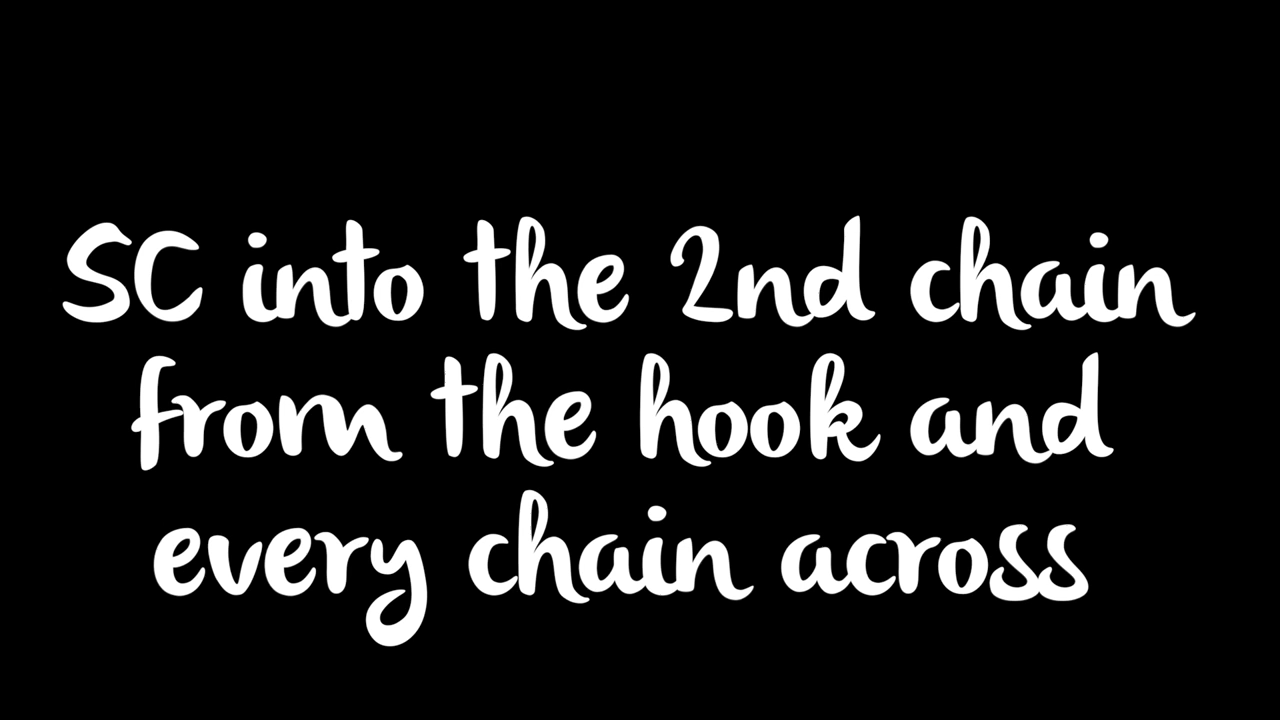 SC into the 2nd chain
from the hook and
every chain across